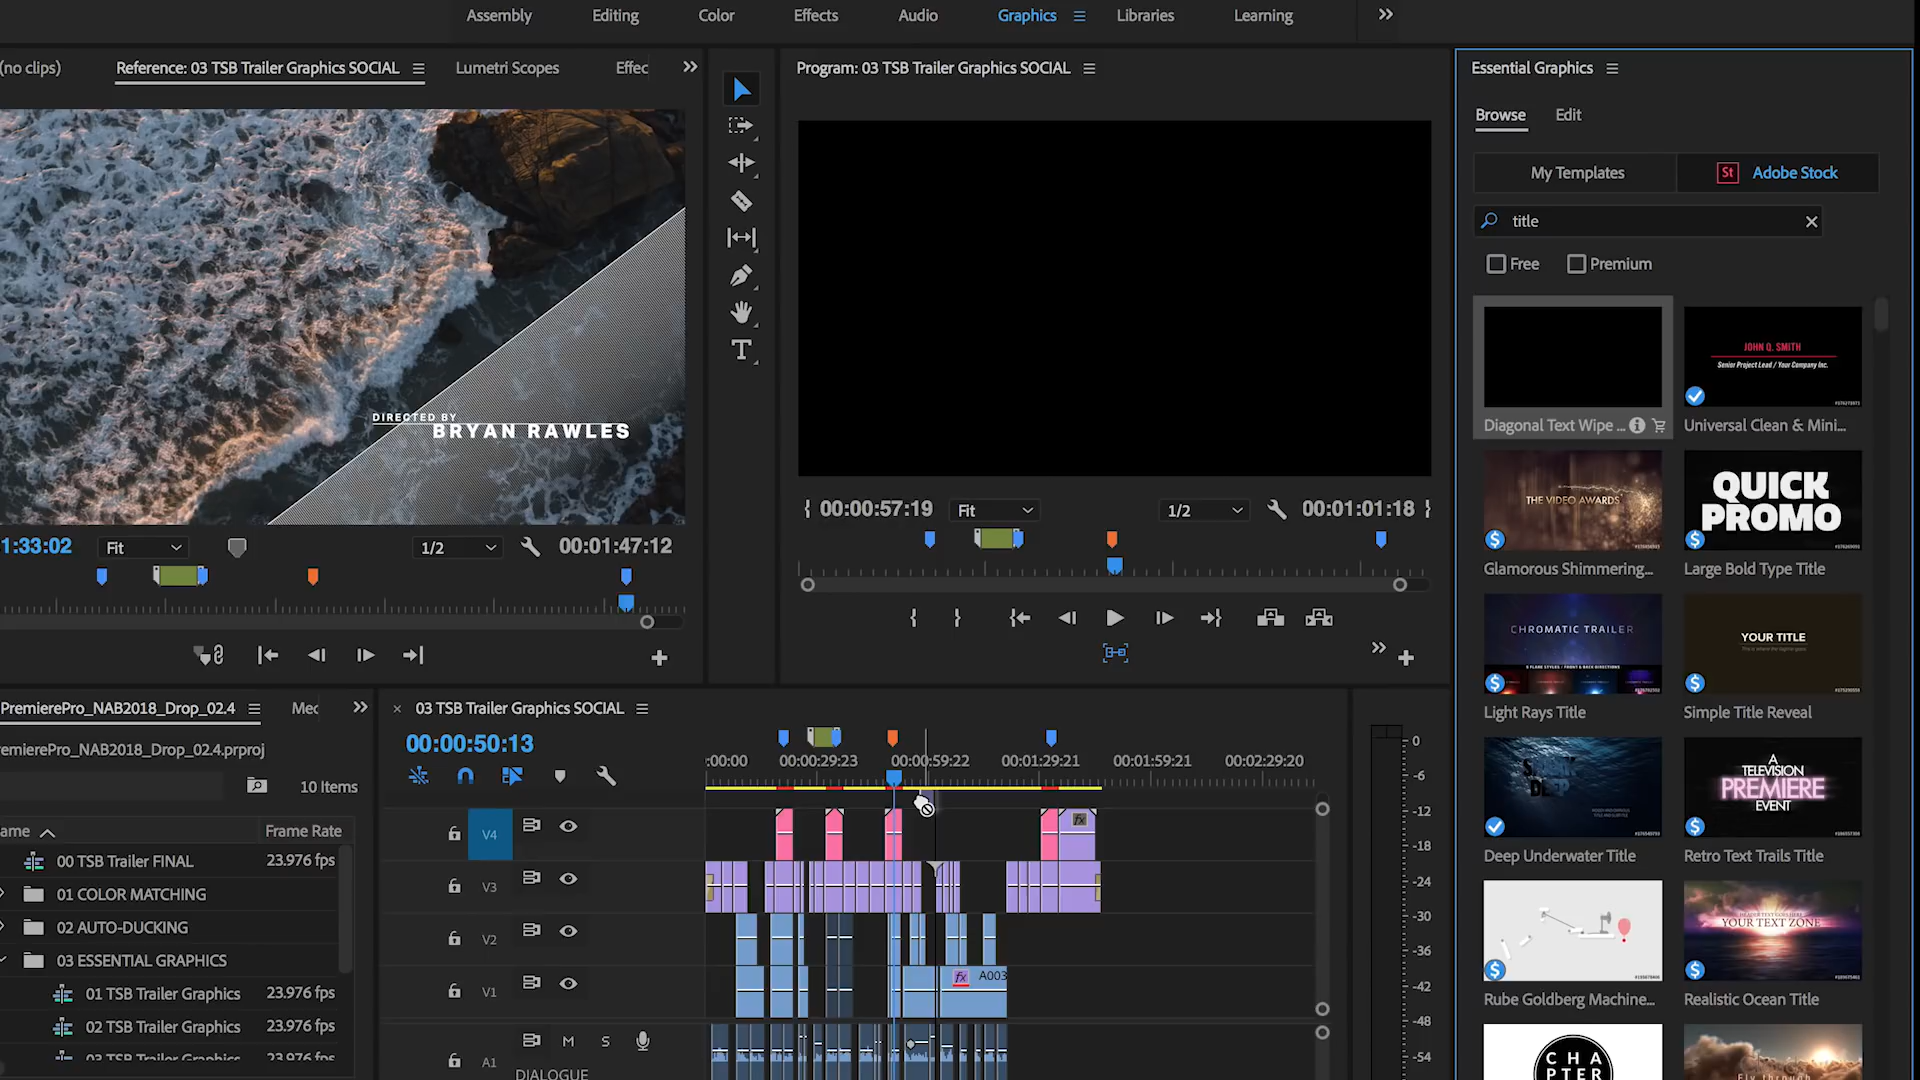 Assembly Editing Color Effects Audio Graphics Libraries Learning
(no clips) Reference: 03 TSB Trailer Graphics SOCIAL Lumetri Scopes Effec
DIRECTED BY
BRYAN RAWLES
1:33:02 Fit 1/2 00:01:47:12
Program: 03 TSB Trailer Graphics SOCIAL
00:00:57:19 Fit 1/2 00:01:01:18
Essential Graphics
Browse Edit
My Templates St Adobe Stock
title
Free Premium
JOHN Q. SMITH
Senior Project Lead / Your Company Inc.
Diagonal Text Wipe ... Universal Clean & Mini...
THE VIDEO AWARDS
QUICK
PROMO
Glamorous Shimmering... Large Bold Type Title
CHROMATIC TRAILER
YOUR TITLE
Light Rays Title Simple Title Reveal
DEEP
A
TELEVISION
PREMIERE
EVENT
Deep Underwater Title Retro Text Trails Title
YOUR TEXT ZONE
Rube Goldberg Machine... Realistic Ocean Title
CHA
PTER
Fly through
PremierePro_NAB2018_Drop_02.4 Mec
emierePro_NAB2018_Drop_02.4.prproj
10 Items
ame Frame Rate
00 TSB Trailer FINAL 23.976 fps
01 COLOR MATCHING
02 AUTO-DUCKING
03 ESSENTIAL GRAPHICS
01 TSB Trailer Graphics 23.976 fps
02 TSB Trailer Graphics 23.976 fps
03 TSB Trailer Graphics 23.976 fps
× 03 TSB Trailer Graphics SOCIAL
00:00:50:13
:00:00 00:00:29:23 00:00:59:22 00:01:29:21 00:01:59:21 00:02:29:20
V4 fx
V3
V2
V1 fx A003
A1 M S
DIALOGUE
0
-6
-12
-18
-24
-30
-36
-42
-48
-54